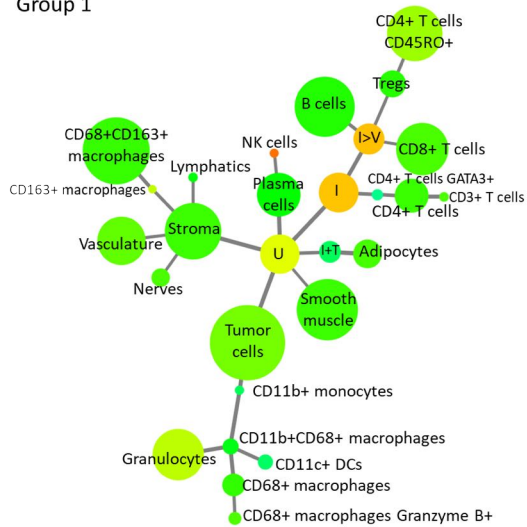 Group 1
CD4+ T cells
CD45RO+
Tregs
B cells
I>V
CD8+ T cells
CD68+CD163+
macrophages
NK cells
Lymphatics
CD163+ macrophages
Plasma
cells
I
CD4+ T cells GATA3+
CD3+ T cells
CD4+ T cells
Stroma
Vasculature
U
I+T
Adipocytes
Nerves
Smooth
muscle
Tumor
cells
CD11b+ monocytes
CD11b+CD68+ macrophages
Granulocytes
CD11c+ DCs
CD68+ macrophages
CD68+ macrophages Granzyme B+